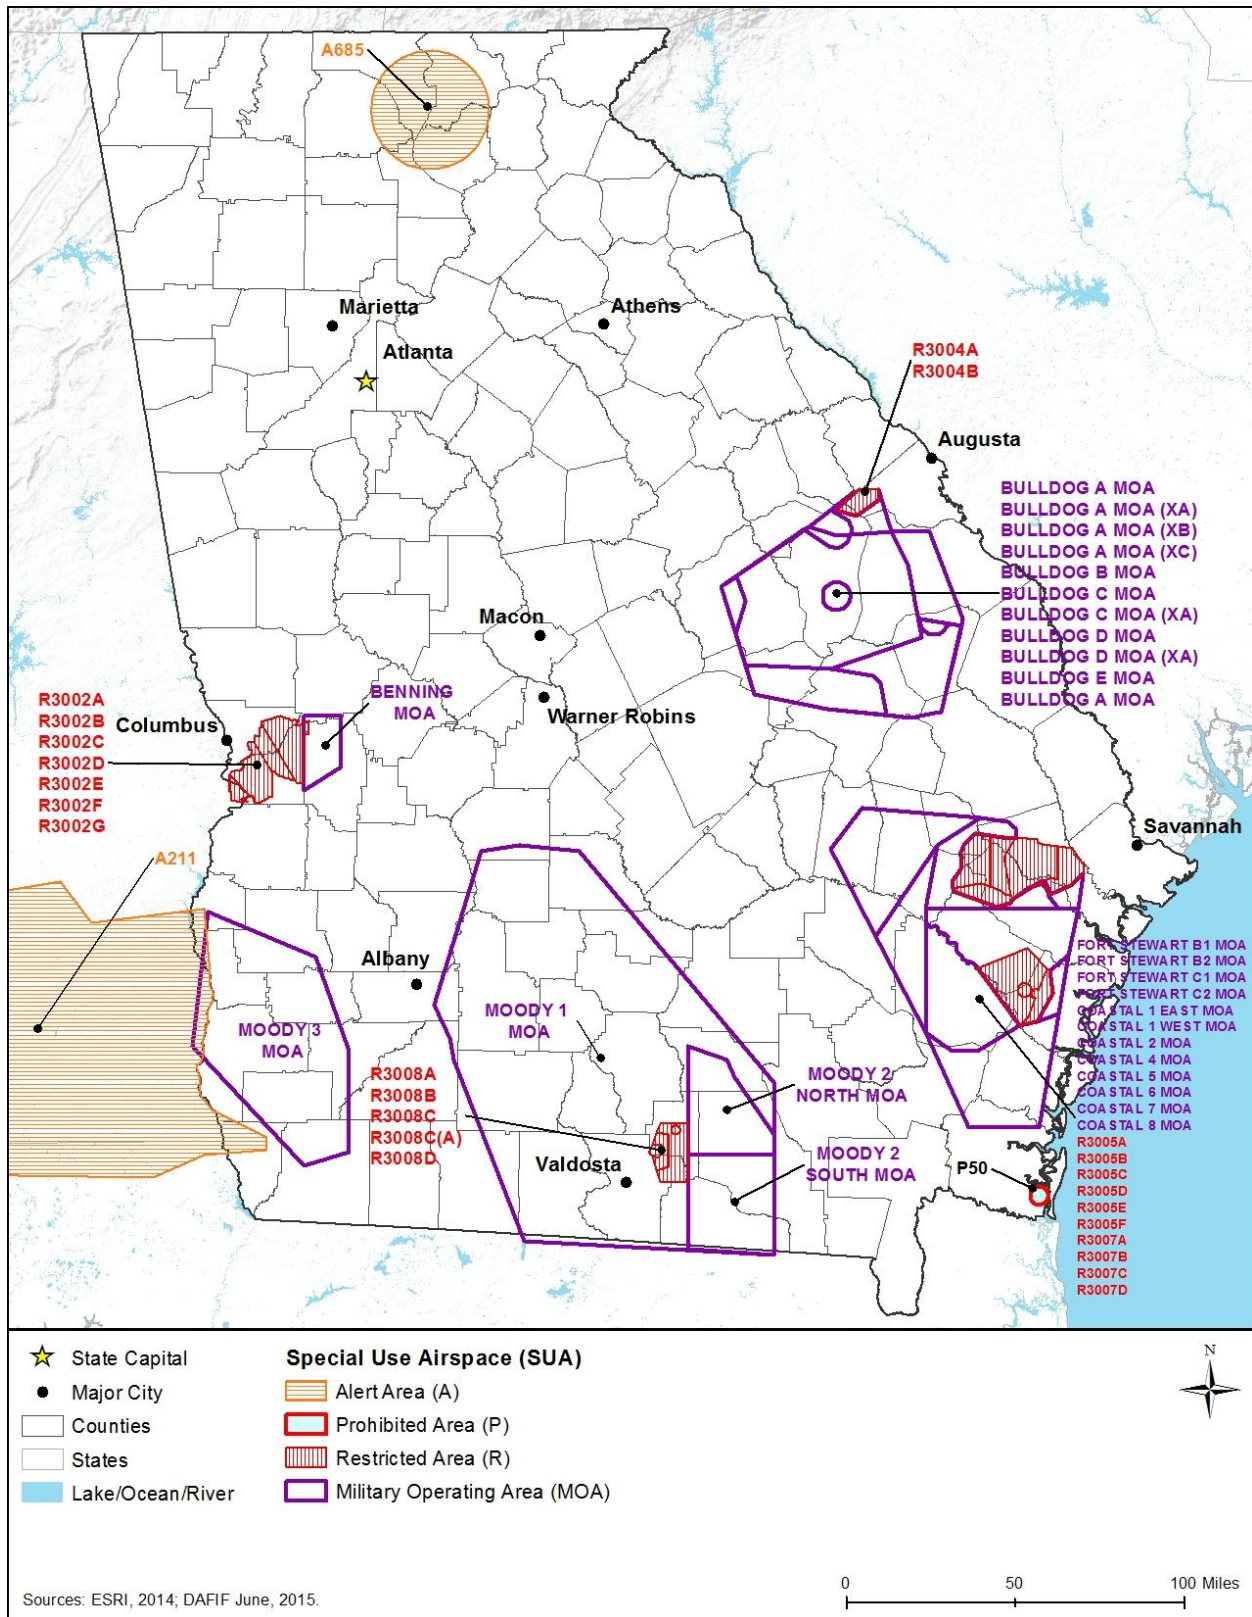 A685
Marietta
Athens
Atlanta
R3004A
R3004B
Augusta
BULLDOG A MOA
BULLDOG A MOA (XA)
BULLDOG A MOA (XB)
BULLDOG A MOA (XC)
BULLDOG B MOA
BULLDOG C MOA
BULLDOG C MOA (XA)
BULLDOG D MOA
BULLDOG D MOA (XA)
BULLDOG E MOA
BULLDOG A MOA
Macon
Warner Robins
BENNING
MOA
R3002A
R3002B
R3002C
R3002D
R3002E
R3002F
R3002G
Columbus
A211
Savannah
Albany
MOODY 3
MOA
MOODY 1
MOA
FORT STEWART B1 MOA
FORT STEWART B2 MOA
FORT STEWART C1 MOA
FORT STEWART C2 MOA
COASTAL 1 EAST MOA
COASTAL 1 WEST MOA
COASTAL 2 MOA
COASTAL 4 MOA
COASTAL 5 MOA
COASTAL 6 MOA
COASTAL 7 MOA
COASTAL 8 MOA
R3005A
R3005B
R3005C
R3005D
R3005E
R3005F
R3007A
R3007B
R3007C
R3007D
R3008A
R3008B
R3008C
R3008C(A)
R3008D
MOODY 2
NORTH MOA
MOODY 2
SOUTH MOA
Valdosta
P50
State Capital
Major City
Counties
States
Lake/Ocean/River
Special Use Airspace (SUA)
Alert Area (A)
Prohibited Area (P)
Restricted Area (R)
Military Operating Area (MOA)
N
0 50 100 Miles
Sources: ESRI, 2014; DAFIF June, 2015.